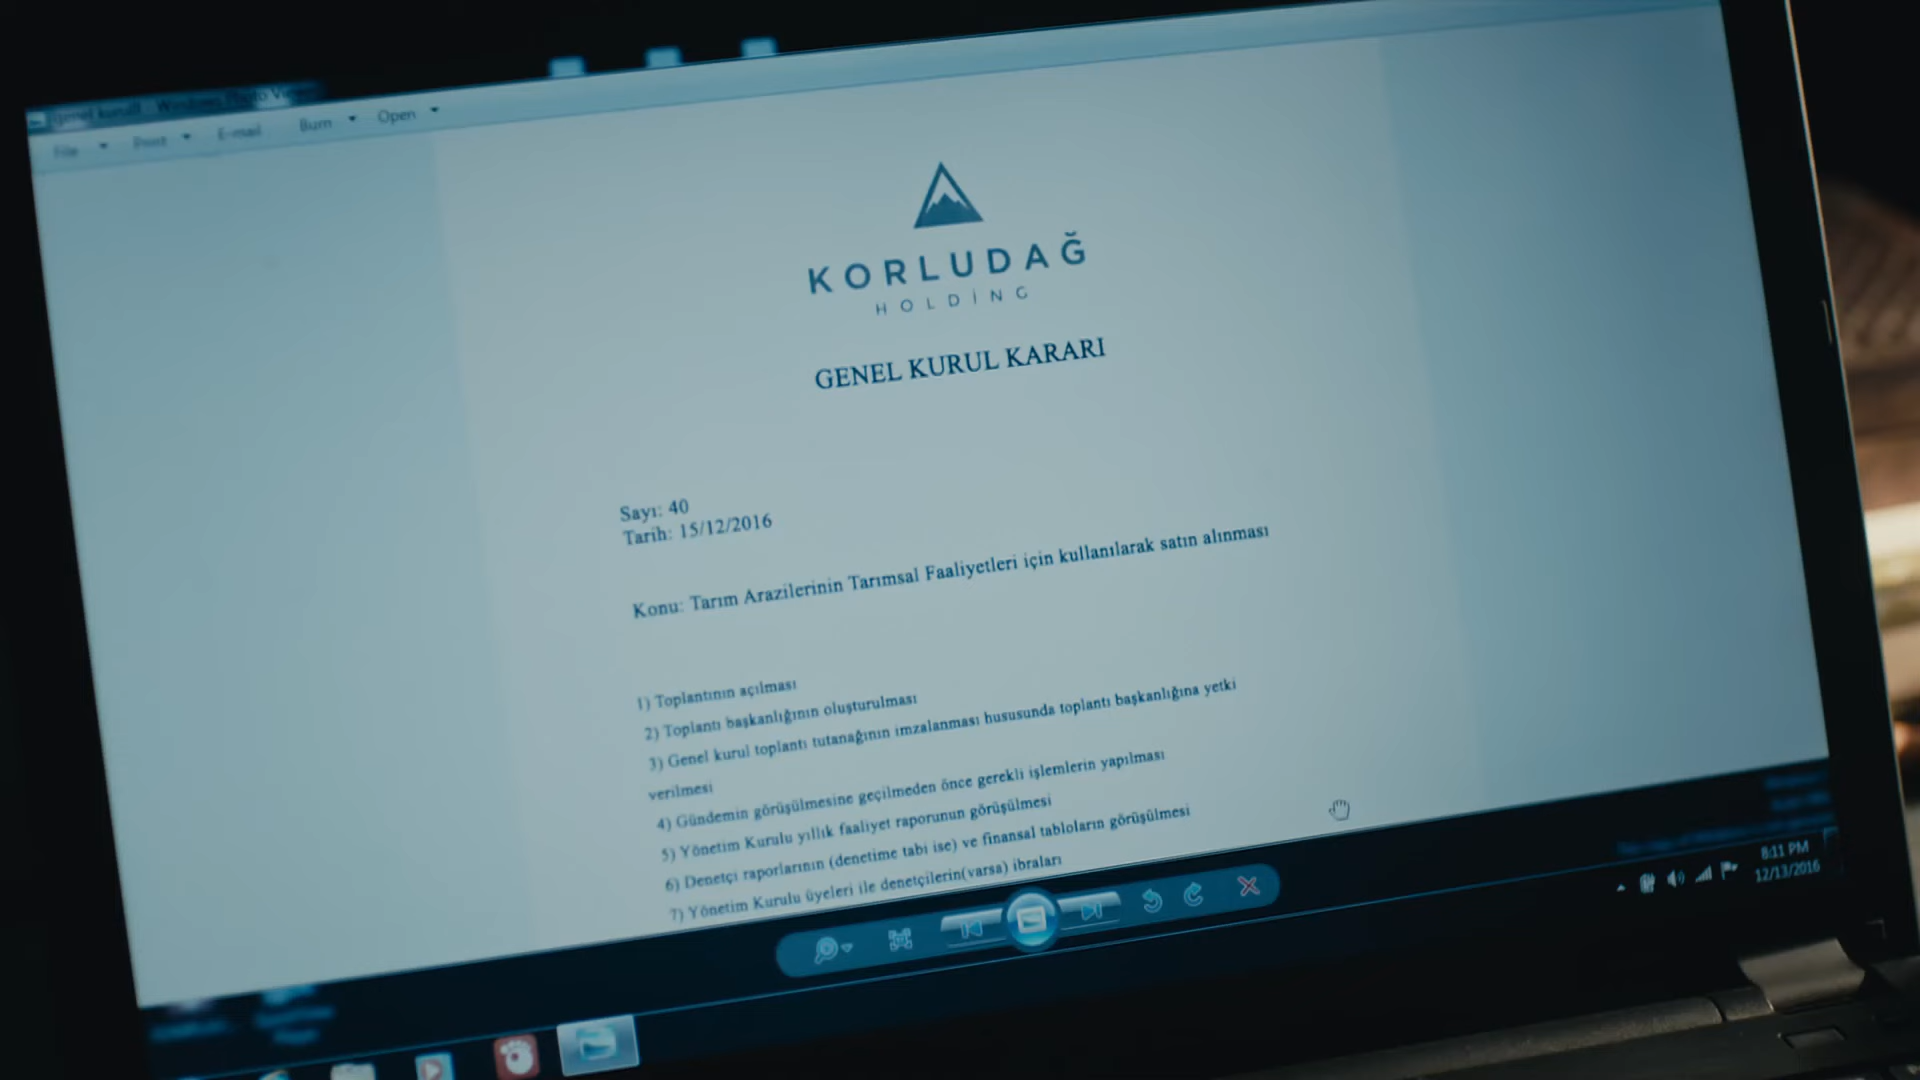 File Print E-mail Burn Open
KORLUDAĞ
HOLDİNG
GENEL KURUL KARARI
Sayı: 40
Tarih: 15/12/2016
Konu: Tarım Arazilerinin Tarımsal Faaliyetleri için kullanılarak satın alınması
1) Toplantının açılması
2) Toplantı başkanlığının oluşturulması
3) Genel kurul toplantı tutanağının imzalanması hususunda toplantı başkanlığına yetki
verilmesi
4) Gündemin görüşülmesine geçilmeden önce gerekli işlemlerin yapılması
5) Yönetim Kurulu yıllık faaliyet raporunun görüşülmesi
6) Denetçi raporlarının (denetime tabi ise) ve finansal tabloların görüşülmesi
7) Yönetim Kurulu üyeleri ile denetçilerin(varsa) ibraları
8:11 PM
12/13/2016